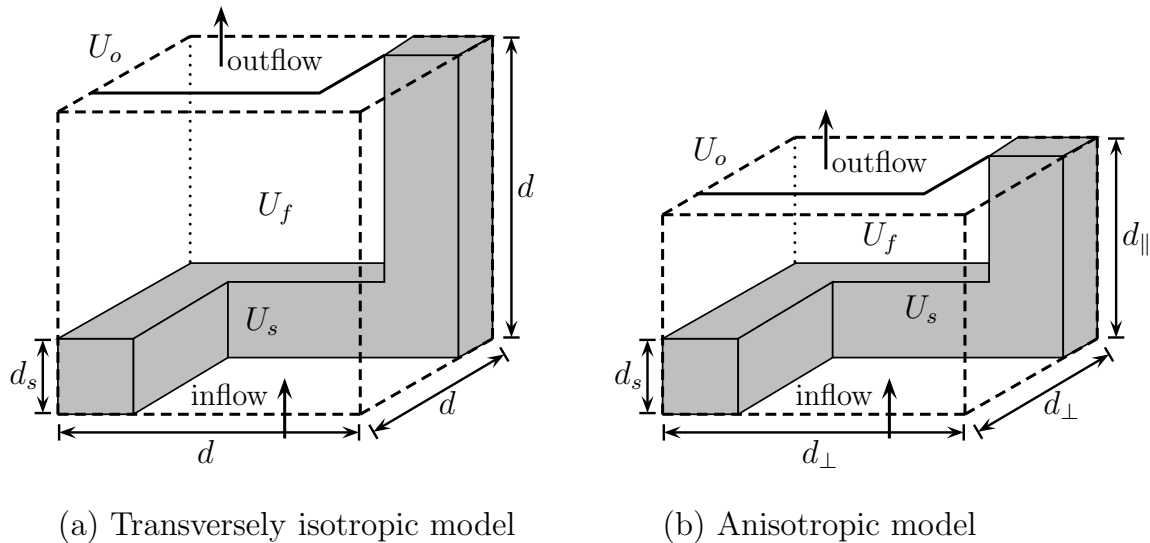 U_o
outflow
U_f
d
U_s
d_s
inflow
d
d
(a) Transversely isotropic model
U_o
outflow
U_f
d_∥
U_s
d_s
inflow
d_⊥
d_⊥
(b) Anisotropic model